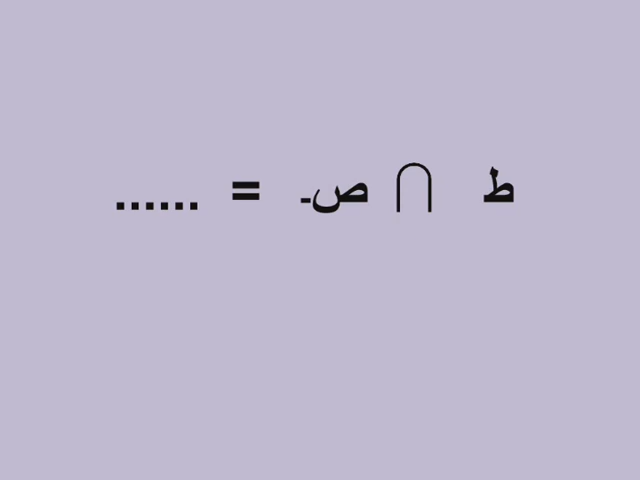 ط ∩ ص- = ......